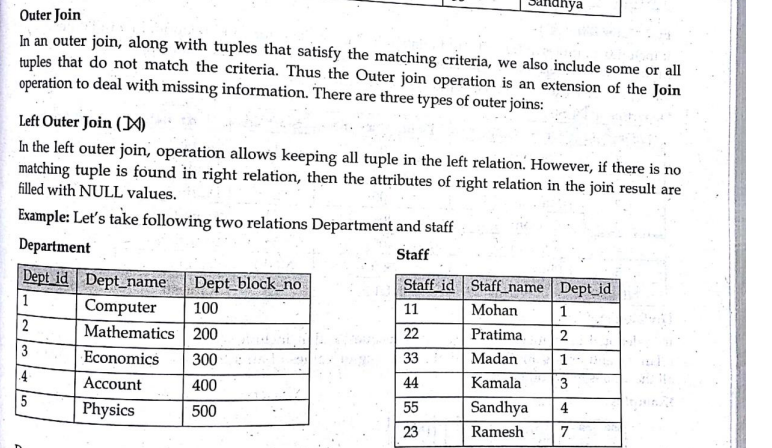 Sandhya
Outer Join
In an outer join, along with tuples that satisfy the matching criteria, we also include some or all
tuples that do not match the criteria. Thus the Outer join operation is an extension of the Join
operation to deal with missing information. There are three types of outer joins:
Left Outer Join (⟕)
In the left outer join, operation allows keeping all tuple in the left relation. However, if there is no
matching tuple is found in right relation, then the attributes of right relation in the join result are
filled with NULL values.
Example: Let's take following two relations Department and staff
Department
Dept_id Dept_name Dept_block_no
1 Computer 100
2 Mathematics 200
3 Economics 300
4 Account 400
5 Physics 500
Staff
Staff_id Staff_name Dept_id
11 Mohan 1
22 Pratima 2
33 Madan 1
44 Kamala 3
55 Sandhya 4
23 Ramesh 7